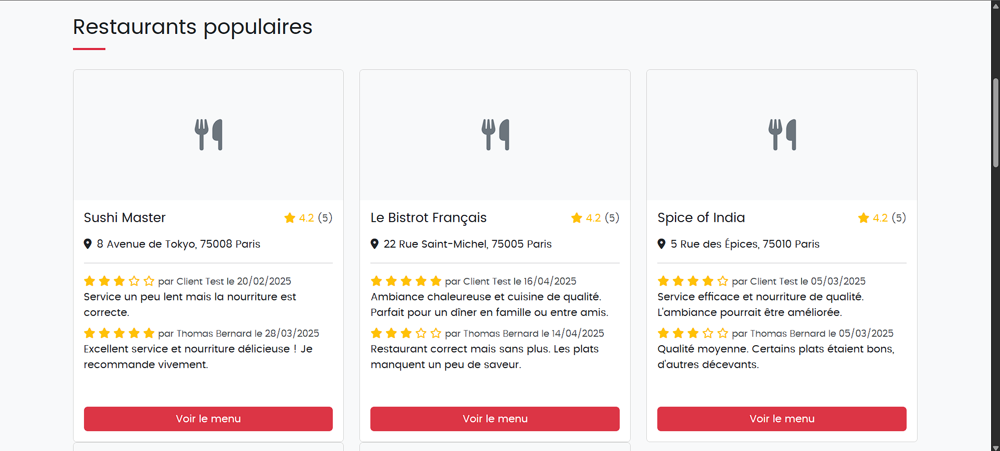 Restaurants populaires
Sushi Master
4.2 (5)
8 Avenue de Tokyo, 75008 Paris
par Client Test le 20/02/2025
Service un peu lent mais la nourriture est
correcte.
par Thomas Bernard le 28/03/2025
Excellent service et nourriture délicieuse ! Je
recommande vivement.
Voir le menu
Le Bistrot Français
4.2 (5)
22 Rue Saint-Michel, 75005 Paris
par Client Test le 16/04/2025
Ambiance chaleureuse et cuisine de qualité.
Parfait pour un dîner en famille ou entre amis.
par Thomas Bernard le 14/04/2025
Restaurant correct mais sans plus. Les plats
manquent un peu de saveur.
Voir le menu
Spice of India
4.2 (5)
5 Rue des Épices, 75010 Paris
par Client Test le 05/03/2025
Service efficace et nourriture de qualité.
L'ambiance pourrait être améliorée.
par Thomas Bernard le 05/03/2025
Qualité moyenne. Certains plats étaient bons,
d'autres décevants.
Voir le menu